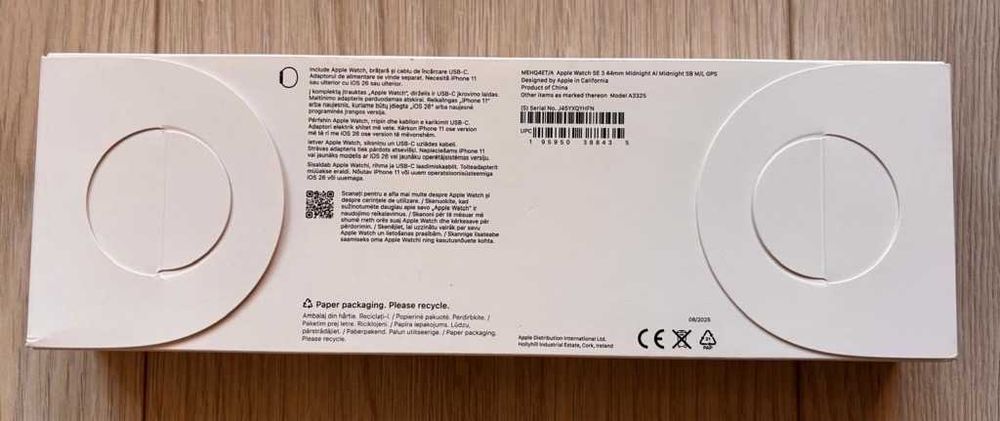 Include Apple Watch, brățară și cablu de încărcare USB-C.
Adaptorul de alimentare se vinde separat. Necesită iPhone 11
sau ulterior cu iOS 26 sau ulterior.
Į komplektą įtrauktas „Apple Watch“, dirželis ir USB-C įkrovimo laidas.
Maitinimo adapteris parduodamas atskirai. Reikalingas „iPhone 11“
arba naujesnis, kuriame būtų įdiegta „iOS 26“ arba naujesnė
programinės įrangos versija.
Përfshin Apple Watch, rripin dhe kabllon e karikimit USB-C.
Adaptori elektrik shitet më vete. Kërkon iPhone 11 ose version
më të ri me iOS 26 ose version të mëvonshëm.
Ietver Apple Watch, siksniņu un USB-C uzlādes kabeli.
Strāvas adapteris tiek pārdots atsevišķi. Nepieciešams iPhone 11
vai jaunāks modelis ar iOS 26 vai jaunāku operētājsistēmas versiju.
Sisaldab Apple Watchi, rihma ja USB-C laadimiskaablit. Toiteadapterit
müüakse eraldi. Nõutav iPhone 11 või uuem operatsioonisüsteemiga
iOS 26 või uuemaga.
Scanați pentru a afla mai multe despre Apple Watch și
despre cerințele de utilizare. / Skenuokite, kad
sužinotumėte daugiau apie savo „Apple Watch“ ir
naudojimo reikalavimus. / Skanoni për të mësuar më
shumë rreth orës suaj Apple Watch dhe kërkesave për
përdorimin. / Skenējiet, lai uzzinātu vairāk par savu
Apple Watch un lietošanas prasībām. / Skannige lisateabe
saamiseks oma Apple Watchi ning kasutusnõuete kohta.
Paper packaging. Please recycle.
Ambalaj din hârtie. Reciclați-l. / Popierinė pakuotė. Perdirbkite. /
Paketim prej letre. Riciklojeni. / Papīra iepakojums. Lūdzu,
pārstrādājiet. / Paberpakend. Palun utiliseerige. / Paper packaging.
Please recycle.
MEHQ4ET/A Apple Watch SE 3 44mm Midnight Al Midnight SB M/L GPS
Designed by Apple in California
Product of China
Other items as marked thereon Model A3325
(S) Serial No. J45YXQYHFN
UPC
1 95950 38843 5
08/2025
Apple Distribution International Ltd.
Hollyhill Industrial Estate, Cork, Ireland
CE
21
PAP